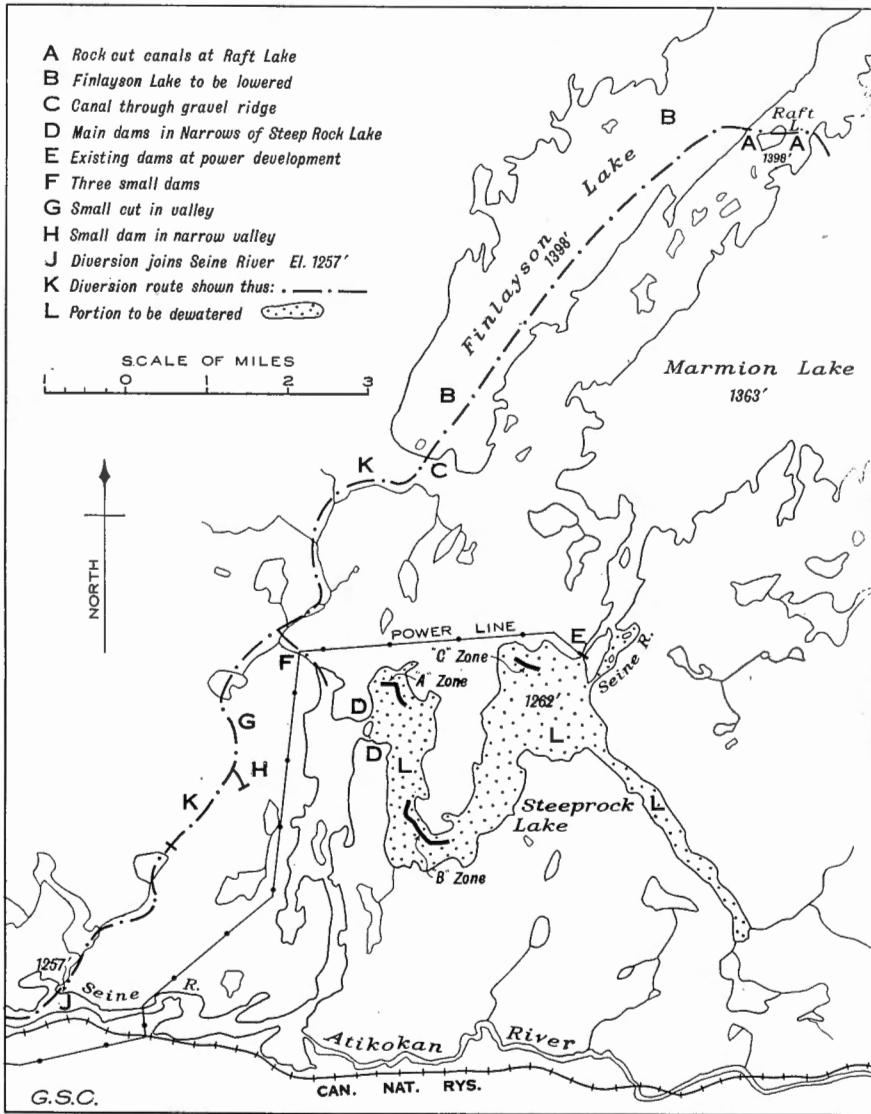 A Rock cut canals at Raft Lake
B Finlayson Lake to be lowered
C Canal through gravel ridge
D Main dams in Narrows of Steep Rock Lake
E Existing dams at power development
F Three small dams
G Small cut in valley
H Small dam in narrow valley
J Diversion joins Seine River El. 1257'
K Diversion route shown thus:
L Portion to be dewatered
SCALE OF MILES
1 0 1 2 3
NORTH
B
Raft
L.
A A
1398'
Finlayson Lake
1398'
Marmion Lake
1363'
B
K
C
POWER LINE
E
F
"C" Zone
Seine R.
"A" Zone
1262'
D
G
L
D
H
L
L
K
Steeprock
Lake
"B" Zone
1257'
J
Seine R.
Atikokan River
CAN. NAT. RYS.
G.S.C.